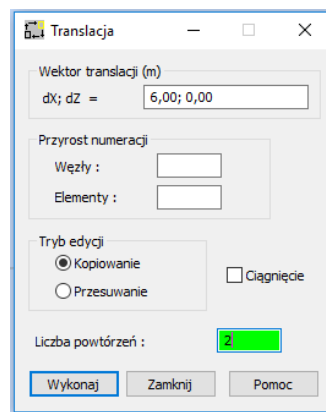 Translacja
Wektor translacji (m)
dX; dZ = 6,00; 0,00
Przyrost numeracji
Węzły :
Elementy :
Tryb edycji
Kopiowanie
Przesuwanie
Ciągnięcie
Liczba powtórzeń : 2
Wykonaj Zamknij Pomoc